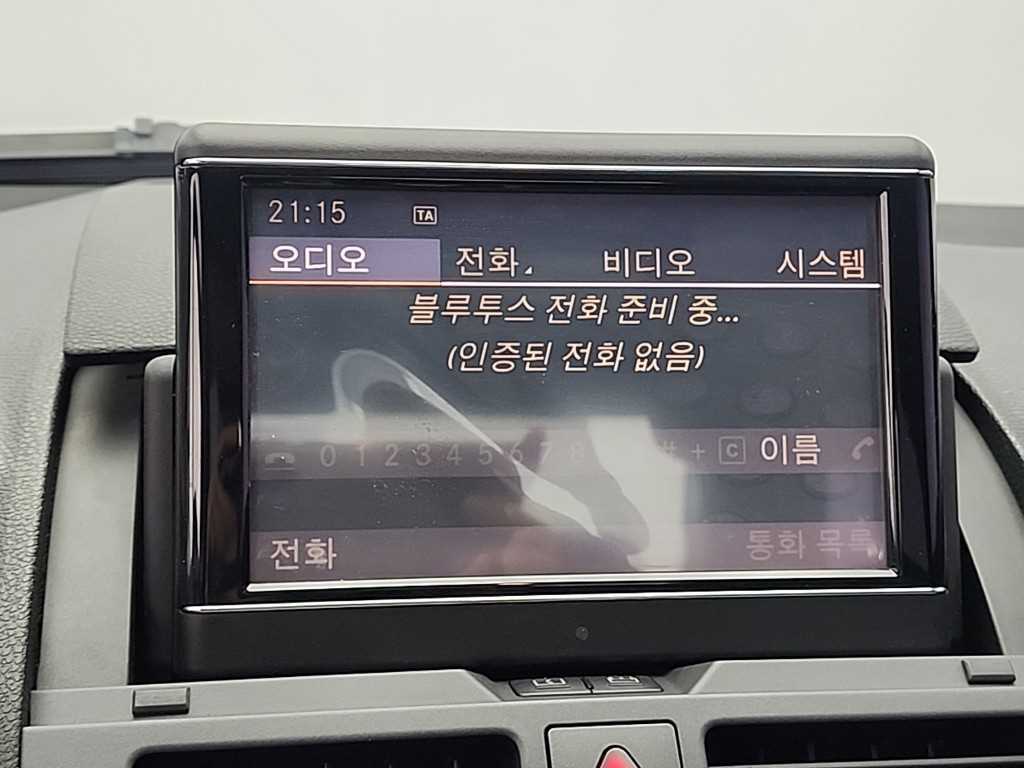 21:15 TA
오디오 전화 비디오 시스템
블루투스 전화 준비 중...
(인증된 전화 없음)
0 1 2 3 4 5 6 7 8 # + C 이름
전화 통화 목록